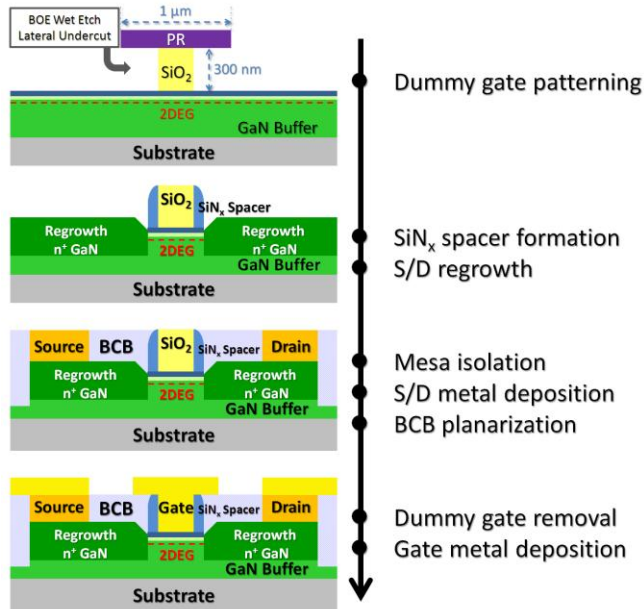 BOE Wet Etch
Lateral Undercut
1 μm
PR
SiO₂
300 nm
2DEG
GaN Buffer
Substrate
Dummy gate patterning
SiO₂
SiNₓ Spacer
Regrowth
n⁺ GaN
Regrowth
n⁺ GaN
2DEG
GaN Buffer
Substrate
SiNₓ spacer formation
S/D regrowth
Source
BCB
SiO₂
SiNₓ Spacer
Drain
Regrowth
n⁺ GaN
Regrowth
n⁺ GaN
2DEG
GaN Buffer
Substrate
Mesa isolation
S/D metal deposition
BCB planarization
Source
BCB
Gate
SiNₓ Spacer
Drain
Regrowth
n⁺ GaN
Regrowth
n⁺ GaN
2DEG
GaN Buffer
Substrate
Dummy gate removal
Gate metal deposition